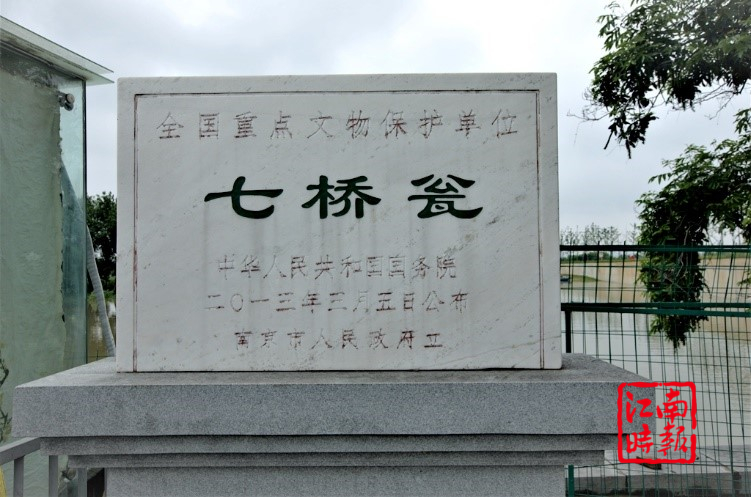 全国重点文物保护单位
七桥瓮
中华人民共和国国务院
二〇一三年三月五日公布
南京市人民政府立
江南
時報